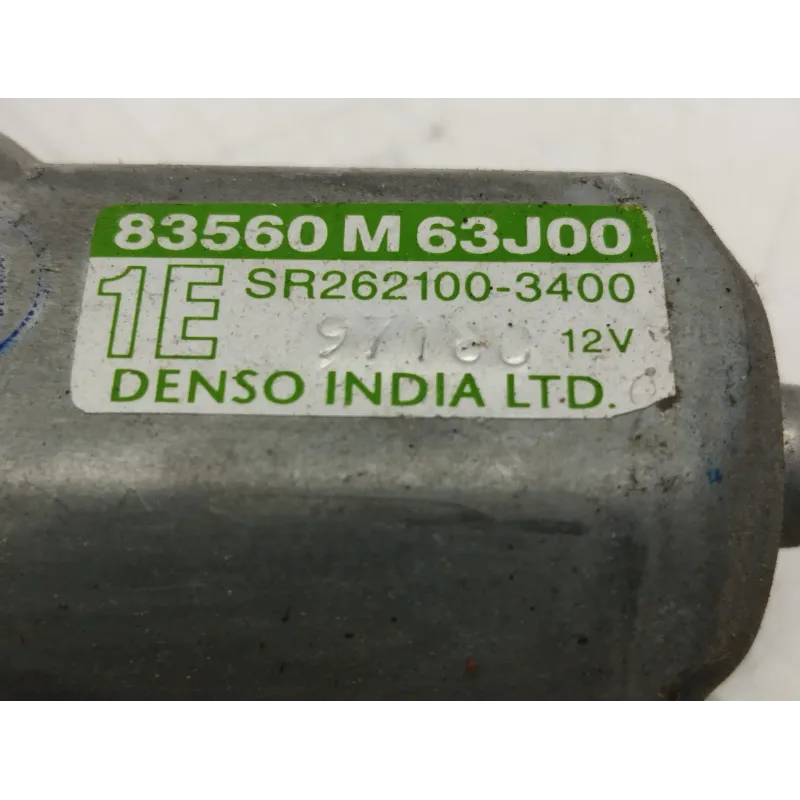 83560 M 63J00
1E
SR262100-3400
12V
DENSO INDIA LTD.